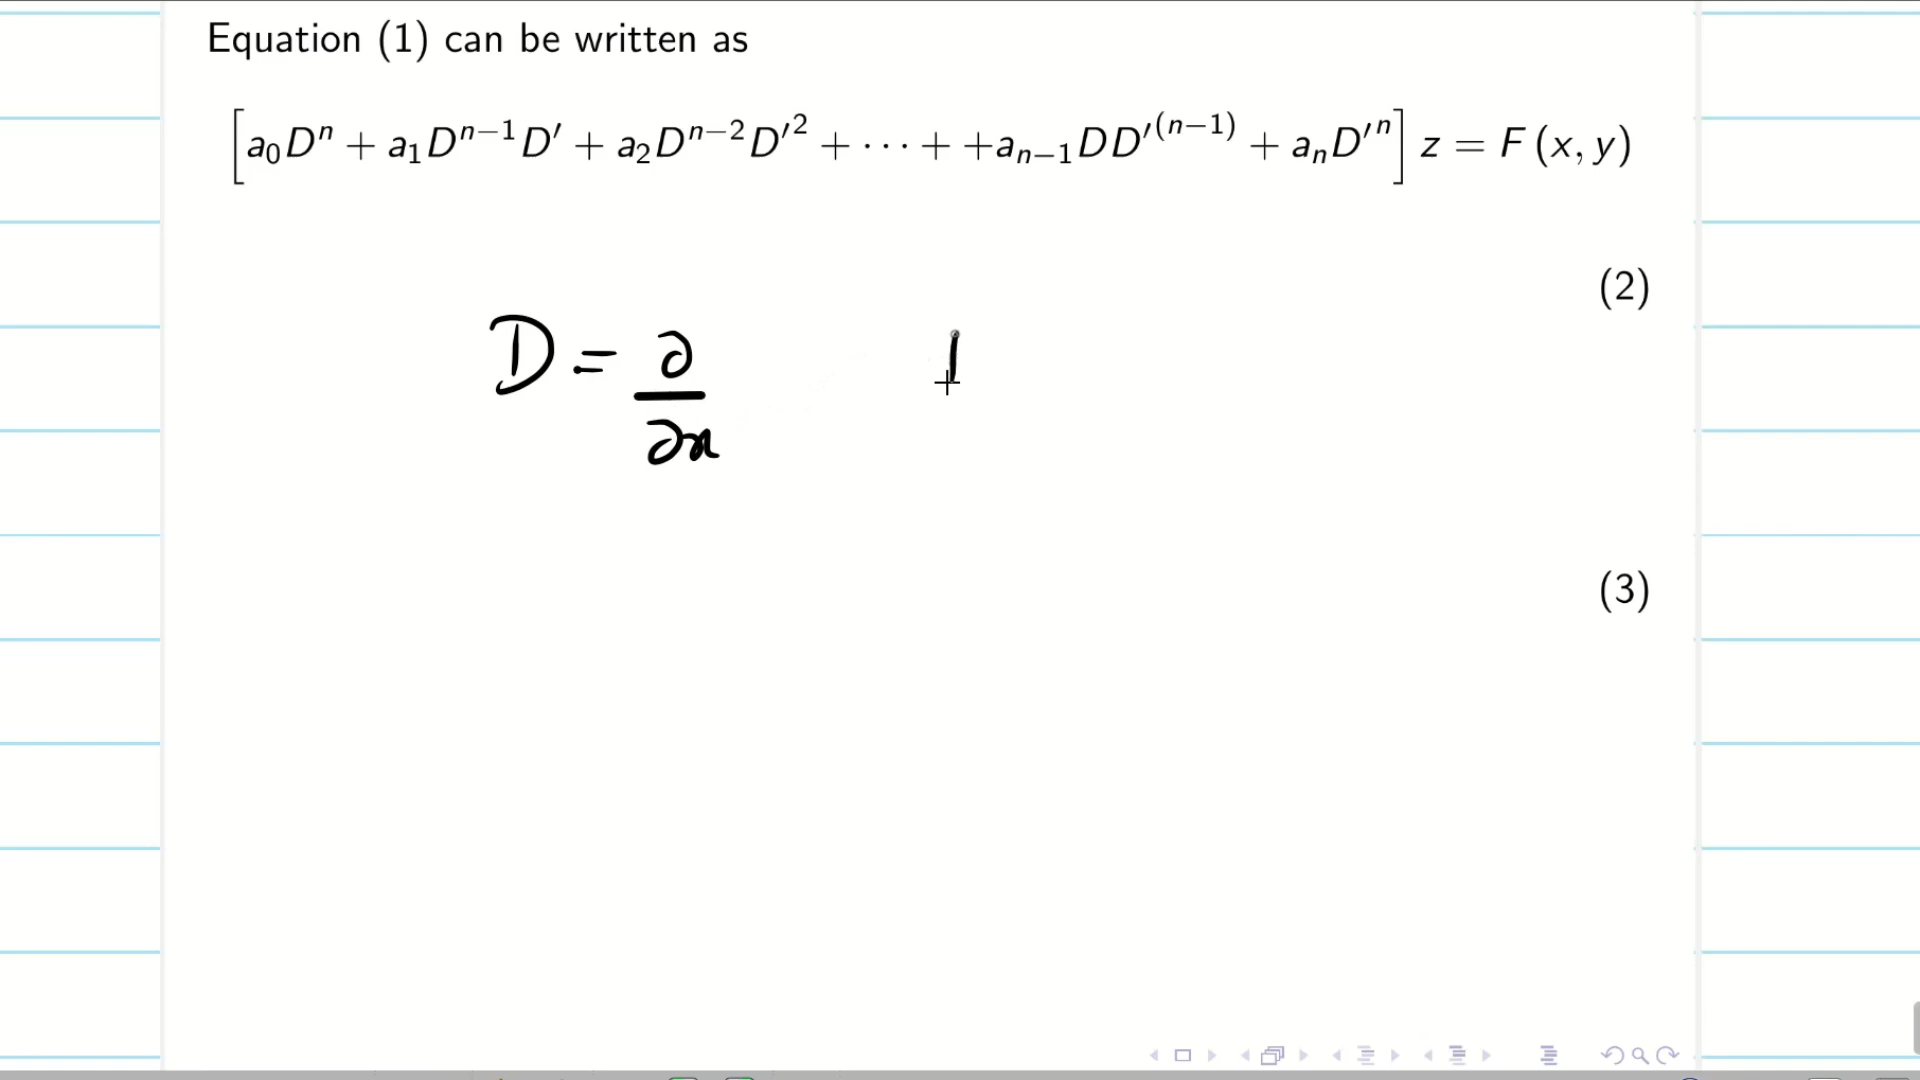 Equation (1) can be written as
[a₀Dⁿ + a₁Dⁿ⁻¹D′ + a₂Dⁿ⁻²D′² + ⋯ + +aₙ₋₁DD′⁽ⁿ⁻¹⁾ + aₙD′ⁿ] z = F (x, y)
(2)
D = ∂/∂x
(3)